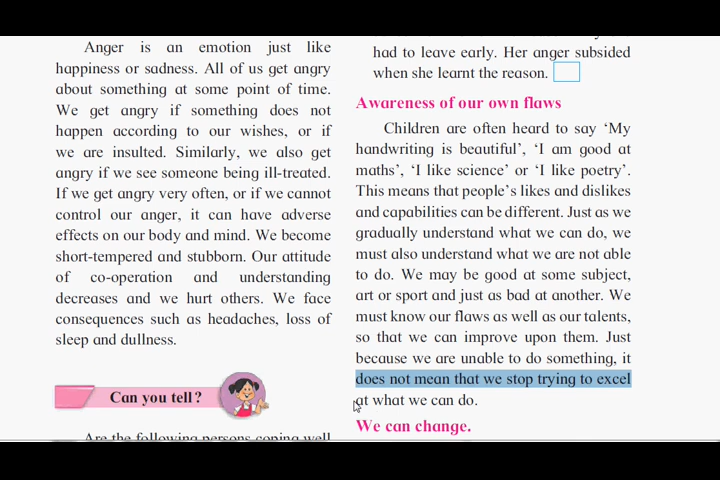 Anger is an emotion just like
happiness or sadness. All of us get angry
about something at some point of time.
We get angry if something does not
happen according to our wishes, or if
we are insulted. Similarly, we also get
angry if we see someone being ill-treated.
If we get angry very often, or if we cannot
control our anger, it can have adverse
effects on our body and mind. We become
short-tempered and stubborn. Our attitude
of co-operation and understanding
decreases and we hurt others. We face
consequences such as headaches, loss of
sleep and dullness.
Can you tell?
Are the following persons coping well
had to leave early. Her anger subsided
when she learnt the reason.
Awareness of our own flaws
Children are often heard to say ‘My
handwriting is beautiful’, ‘I am good at
maths’, ‘I like science’ or ‘I like poetry’.
This means that people’s likes and dislikes
and capabilities can be different. Just as we
gradually understand what we can do, we
must also understand what we are not able
to do. We may be good at some subject,
art or sport and just as bad at another. We
must know our flaws as well as our talents,
so that we can improve upon them. Just
because we are unable to do something, it
does not mean that we stop trying to excel
at what we can do.
We can change.